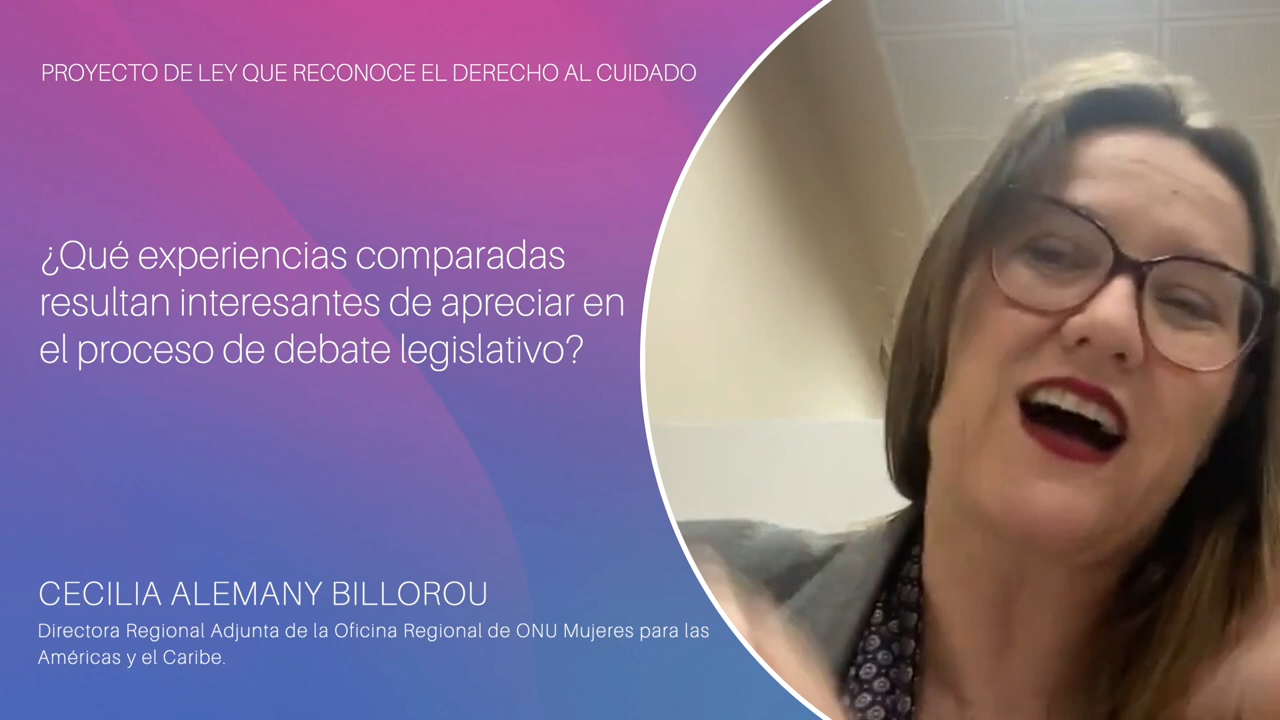 PROYECTO DE LEY QUE RECONOCE EL DERECHO AL CUIDADO
¿Qué experiencias comparadas
resultan interesantes de apreciar en
el proceso de debate legislativo?
CECILIA ALEMANY BILLOROU
Directora Regional Adjunta de la Oficina Regional de ONU Mujeres para las
Américas y el Caribe.